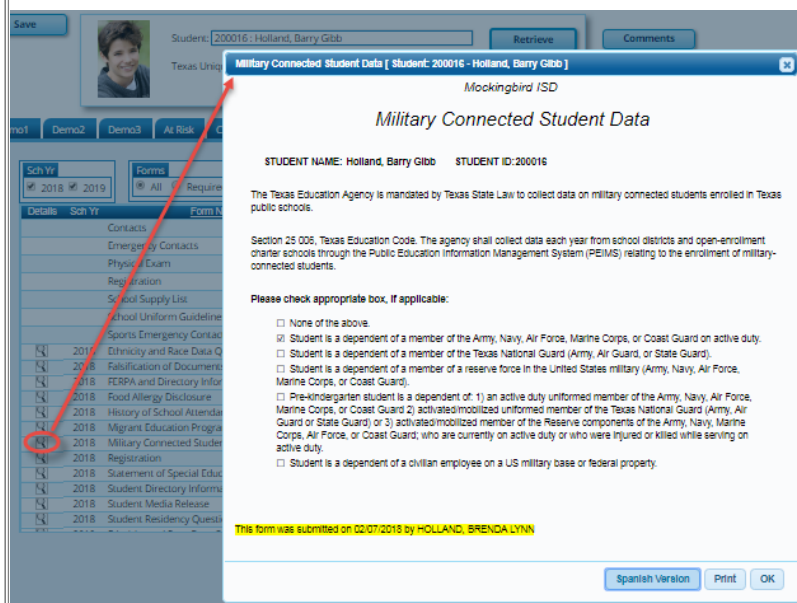 Save
Student: 200016 : Holland, Barry Gibb
Retrieve
Comments
Texas Uniq
Military Connected Student Data [ Student: 200016 - Holland, Barry Gibb ]
Mockingbird ISD
Military Connected Student Data
mo1 Demo2 Demo3 At Risk C
STUDENT NAME: Holland, Barry Gibb STUDENT ID:200016
Sch Yr
2018 2019
Forms
All Require
The Texas Education Agency is mandated by Texas State Law to collect data on military connected students enrolled in Texas
public schools.
Details Sch Yr Form N
Contacts
Emergency Contacts
Physical Exam
Registration
School Supply List
School Uniform Guideline
Sports Emergency Contac
2018 Ethnicity and Race Data Q
2018 Falsification of Document
2018 FERPA and Directory Infor
2018 Food Allergy Disclosure
2018 History of School Attendan
2018 Migrant Education Progra
2018 Military Connected Studen
2018 Registration
2018 Statement of Special Educ
2018 Student Directory Informa
2018 Student Media Release
2018 Student Residency Questi
Section 25 006, Texas Education Code. The agency shall collect data each year from school districts and open-enrollment
charter schools through the Public Education Information Management System (PEIMS) relating to the enrollment of military-
connected students.
Please check appropriate box, if applicable:
☐ None of the above.
☑ Student is a dependent of a member of the Army, Navy, Air Force, Marine Corps, or Coast Guard on active duty.
☐ Student is a dependent of a member of the Texas National Guard (Army, Air Guard, or State Guard).
☐ Student is a dependent of a member of a reserve force in the United States military (Army, Navy, Air Force,
Marine Corps, or Coast Guard).
☐ Pre-kindergarten student is a dependent of: 1) an active duty uniformed member of the Army, Navy, Air Force,
Marine Corps, or Coast Guard 2) activated/mobilized uniformed member of the Texas National Guard (Army, Air
Guard or State Guard) or 3) activated/mobilized member of the Reserve components of the Army, Navy, Marine
Corps, Air Force, or Coast Guard; who are currently on active duty or who were injured or killed while serving on
active duty.
☐ Student is a dependent of a civilian employee on a US military base or federal property.
This form was submitted on 02/07/2018 by HOLLAND, BRENDA LYNN
Spanish Version
Print
OK